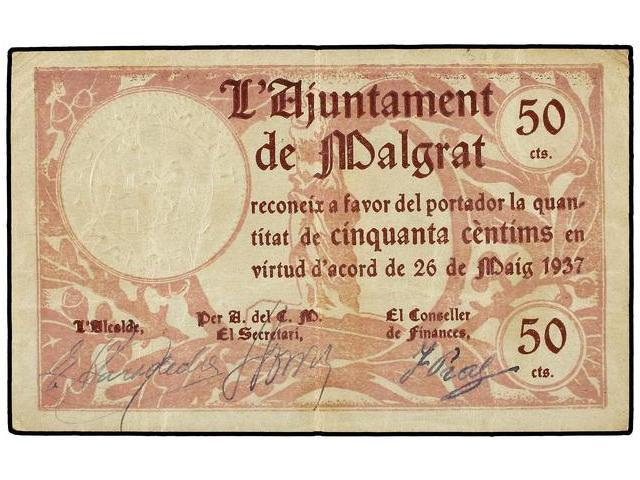 L'Ajuntament
de Malgrat
50
cts.
reconeix a favor del portador la quan-
titat de cinquanta cèntims en
virtud d'acord de 26 de Maig 1937
L'Alcalde,
Per A. del C. M.
El Secretari,
El Conseller
de Finances,
50
cts.